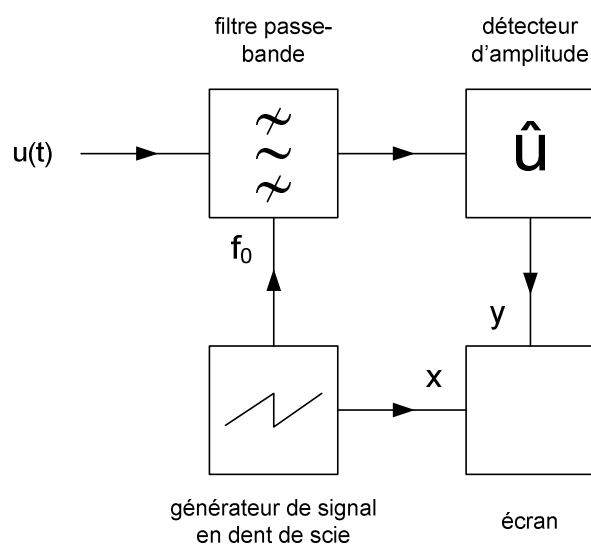 filtre passe-
bande
détecteur
d'amplitude
u(t)
û
f₀
y
x
générateur de signal
en dent de scie
écran